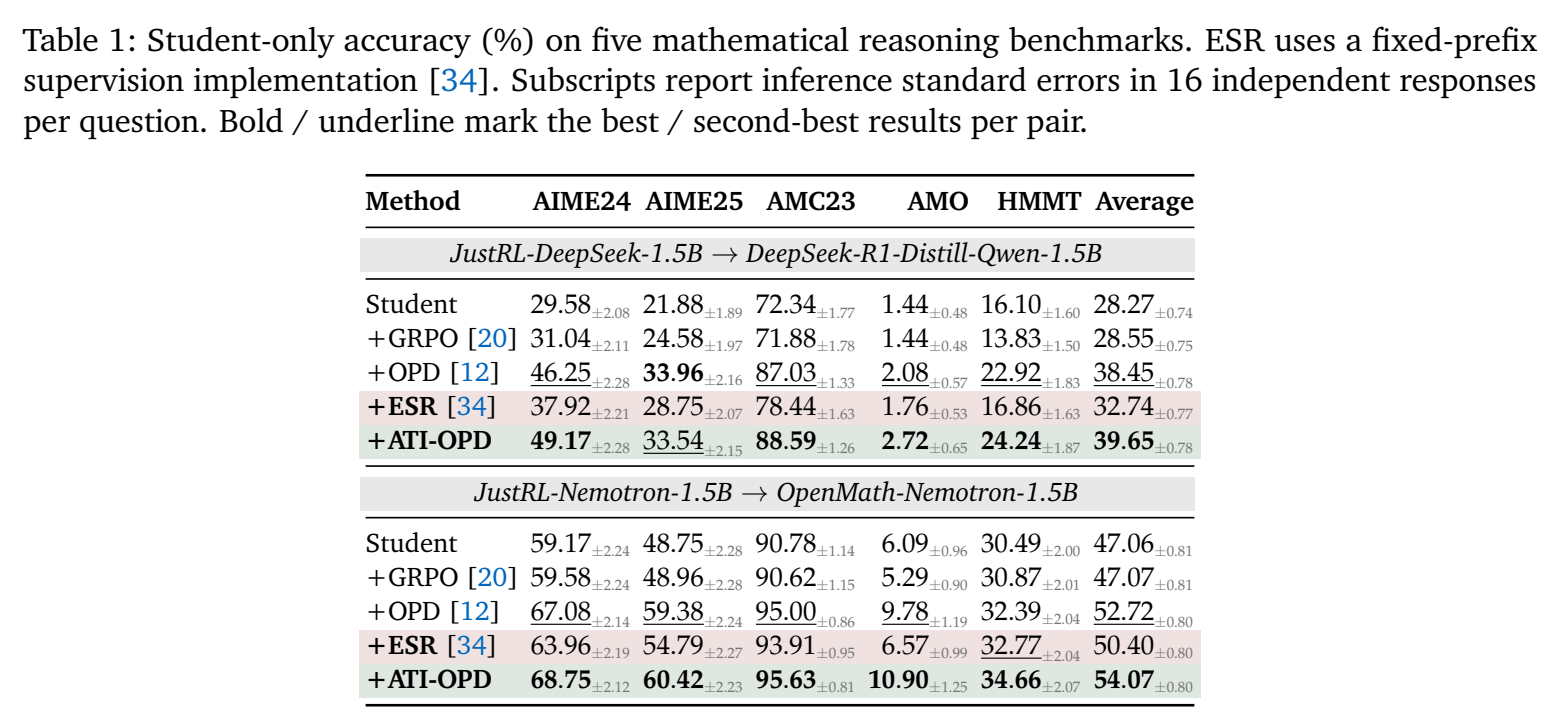 Table 1: Student-only accuracy (%) on five mathematical reasoning benchmarks. ESR uses a fixed-prefix
supervision implementation [34]. Subscripts report inference standard errors in 16 independent responses
per question. Bold / underline mark the best / second-best results per pair.
Method AIME24 AIME25 AMC23 AMO HMMT Average
JustRL-DeepSeek-1.5B → DeepSeek-R1-Distill-Qwen-1.5B
Student 29.58±2.08 21.88±1.89 72.34±1.77 1.44±0.48 16.10±1.60 28.27±0.74
+GRPO [20] 31.04±2.11 24.58±1.97 71.88±1.78 1.44±0.48 13.83±1.50 28.55±0.75
+OPD [12] 46.25±2.28 33.96±2.16 87.03±1.33 2.08±0.57 22.92±1.83 38.45±0.78
+ESR [34] 37.92±2.21 28.75±2.07 78.44±1.63 1.76±0.53 16.86±1.63 32.74±0.77
+ATI-OPD 49.17±2.28 33.54±2.15 88.59±1.26 2.72±0.65 24.24±1.87 39.65±0.78
JustRL-Nemotron-1.5B → OpenMath-Nemotron-1.5B
Student 59.17±2.24 48.75±2.28 90.78±1.14 6.09±0.96 30.49±2.00 47.06±0.81
+GRPO [20] 59.58±2.24 48.96±2.28 90.62±1.15 5.29±0.90 30.87±2.01 47.07±0.81
+OPD [12] 67.08±2.14 59.38±2.24 95.00±0.86 9.78±1.19 32.39±2.04 52.72±0.80
+ESR [34] 63.96±2.19 54.79±2.27 93.91±0.95 6.57±0.99 32.77±2.04 50.40±0.80
+ATI-OPD 68.75±2.12 60.42±2.23 95.63±0.81 10.90±1.25 34.66±2.07 54.07±0.80